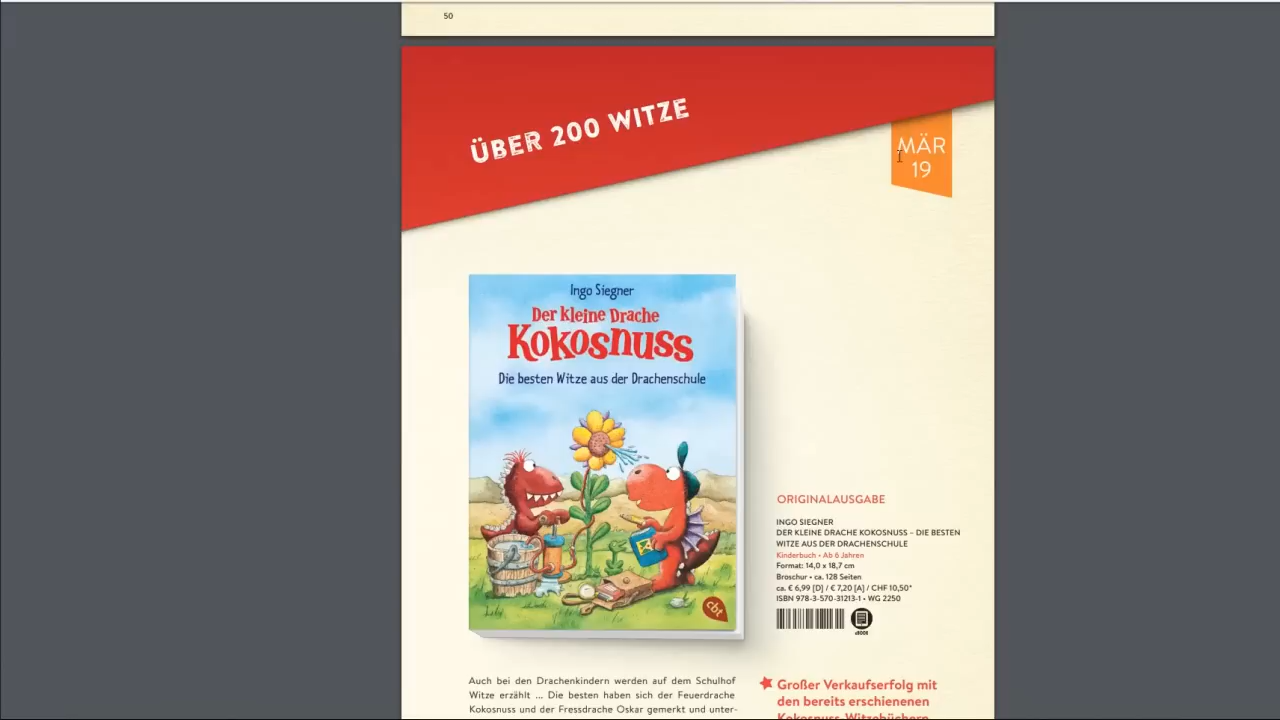 50
ÜBER 200 WITZE
MÄR
19
Ingo Siegner
Der kleine Drache
Kokosnuss
Die besten Witze aus der Drachenschule
cbt
ORIGINALAUSGABE
INGO SIEGNER
DER KLEINE DRACHE KOKOSNUSS – DIE BESTEN
WITZE AUS DER DRACHENSCHULE
Kinderbuch • Ab 6 Jahren
Format: 14,0 x 18,7 cm
Broschur • ca. 128 Seiten
ca. € 6,99 [D] / € 7,20 [A] / CHF 10,50*
ISBN 978-3-570-31213-1 • WG 2250
eBOOK
Auch bei den Drachenkindern werden auf dem Schulhof
Witze erzählt ... Die besten haben sich der Feuerdrache
Kokosnuss und der Fressdrache Oskar gemerkt und unter-
Großer Verkaufserfolg mit
den bereits erschienenen
Kokosnuss-Witzebüchern